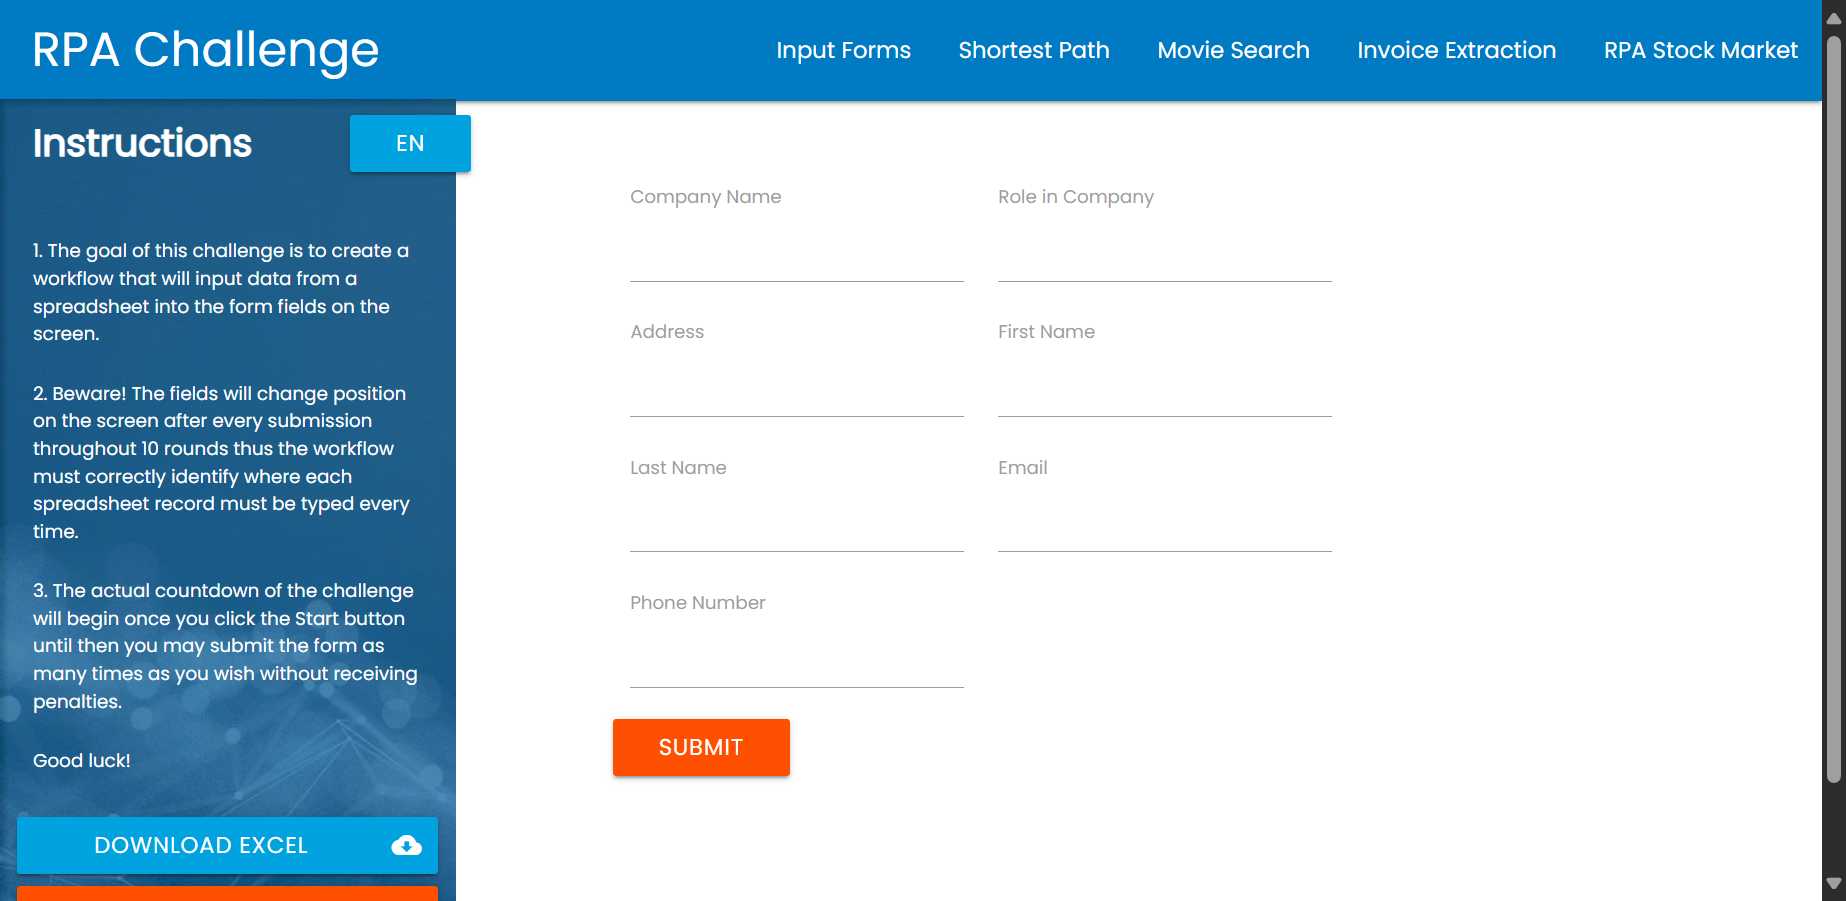 RPA Challenge
Input Forms
Shortest Path
Movie Search
Invoice Extraction
RPA Stock Market
Instructions
EN
1. The goal of this challenge is to create a
workflow that will input data from a
spreadsheet into the form fields on the
screen.
2. Beware! The fields will change position
on the screen after every submission
throughout 10 rounds thus the workflow
must correctly identify where each
spreadsheet record must be typed every
time.
3. The actual countdown of the challenge
will begin once you click the Start button
until then you may submit the form as
many times as you wish without receiving
penalties.
Good luck!
DOWNLOAD EXCEL
Company Name
Role in Company
Address
First Name
Last Name
Email
Phone Number
SUBMIT